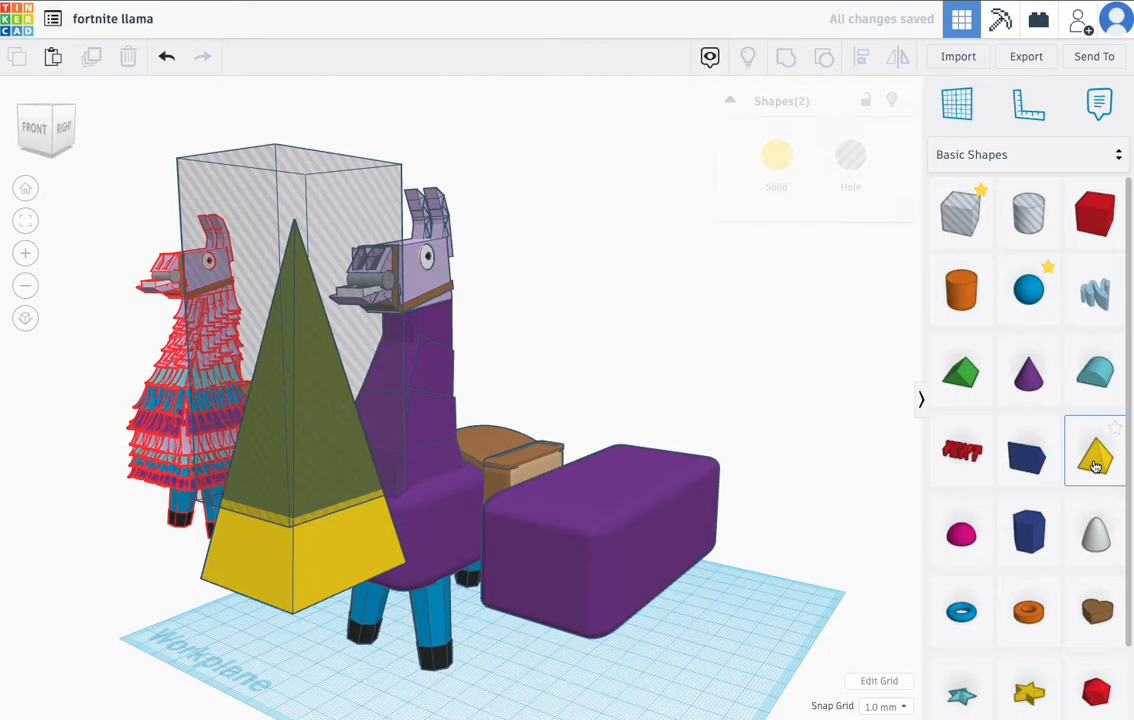 TIN
KER
CAD
fortnite llama
All changes saved
Import
Export
Send To
Shapes(2)
Solid
Hole
FRONT
RIGHT
Basic Shapes
TEXT
Workplane
Edit Grid
Snap Grid
1.0 mm